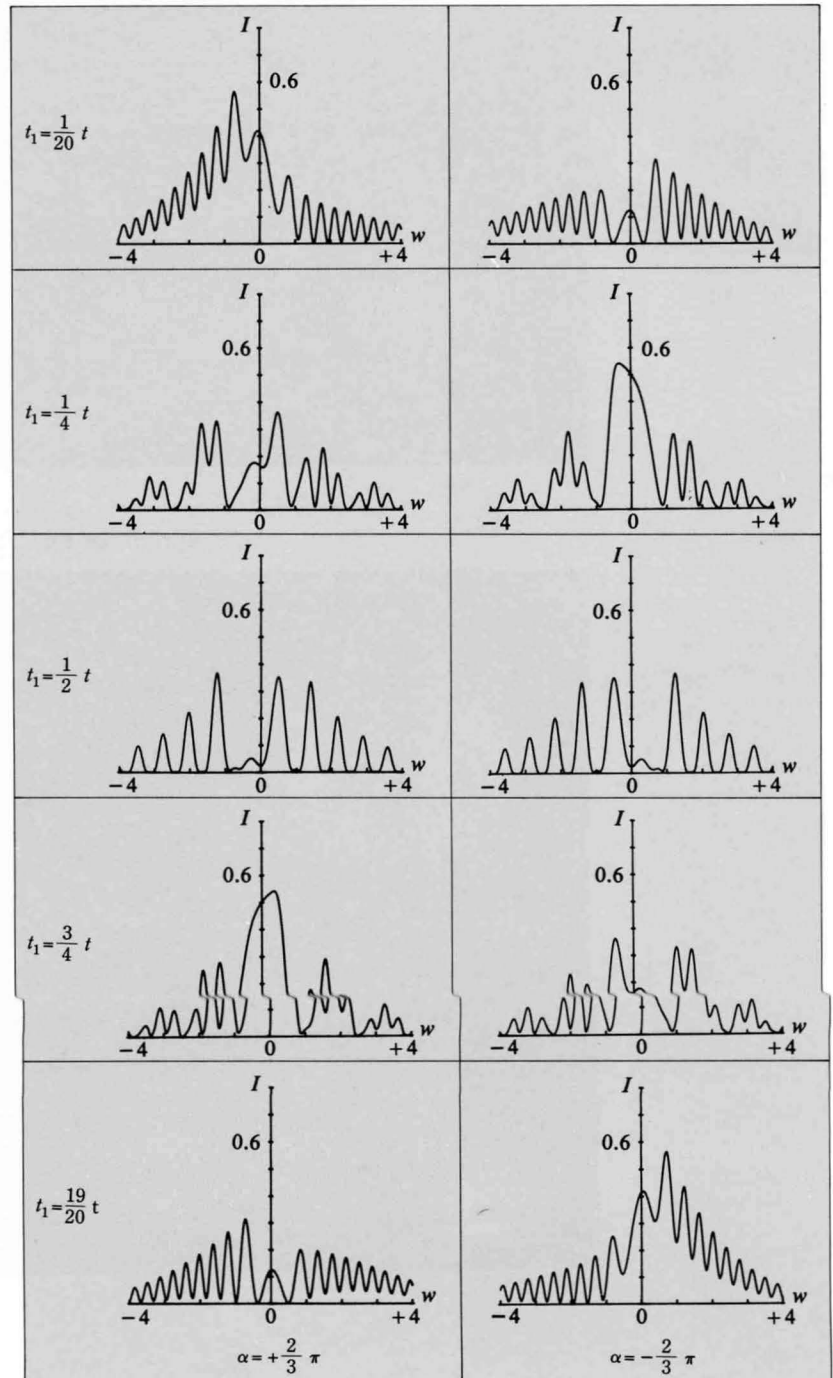 I
I
0.6
0.6
t₁ = 1/20 t
−4 0 +4 w
−4 0 +4 w
I
I
0.6
0.6
t₁ = 1/4 t
−4 0 +4 w
−4 0 +4 w
I
I
0.6
0.6
t₁ = 1/2 t
−4 0 +4 w
−4 0 +4 w
I
I
0.6
0.6
t₁ = 3/4 t
−4 0 +4 w
−4 0 +4 w
I
I
0.6
0.6
t₁ = 19/20 t
−4 0 +4 w
−4 0 +4 w
α = + 2/3 π
α = − 2/3 π